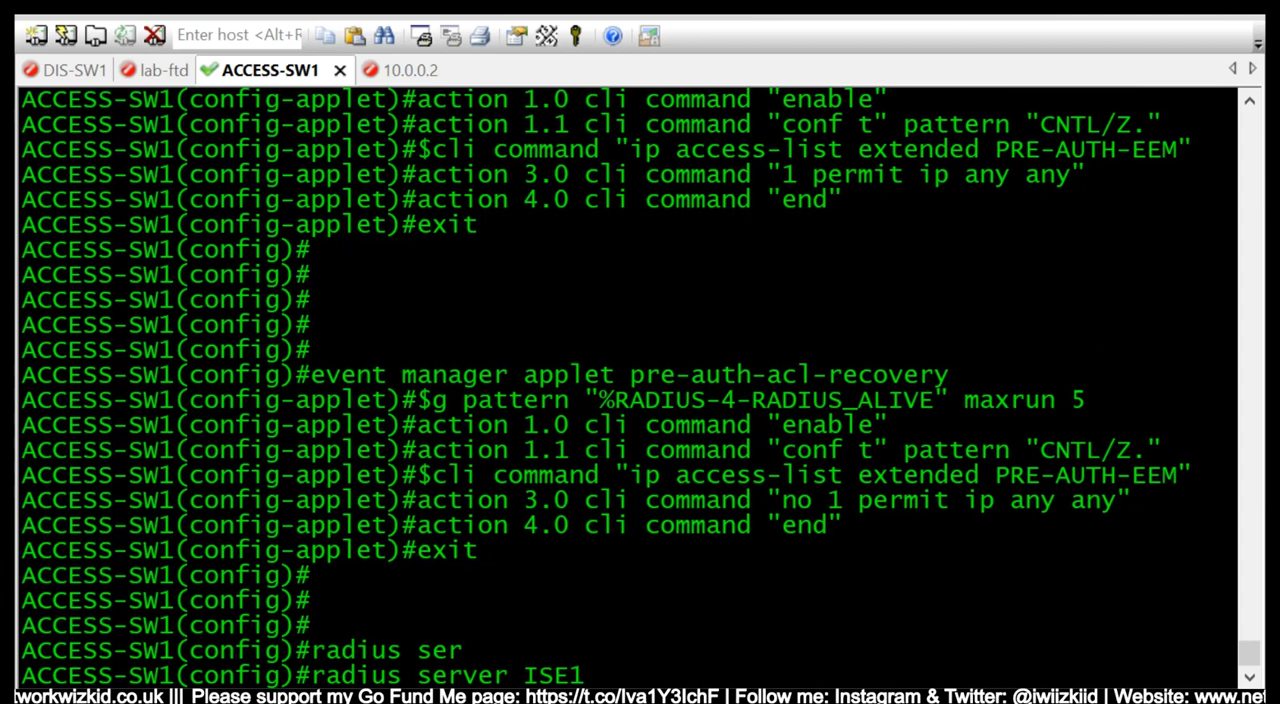 Enter host <Alt+R
DIS-SW1 lab-ftd ACCESS-SW1 10.0.0.2
ACCESS-SW1(config-applet)#action 1.0 cli command "enable"
ACCESS-SW1(config-applet)#action 1.1 cli command "conf t" pattern "CNTL/Z."
ACCESS-SW1(config-applet)#$cli command "ip access-list extended PRE-AUTH-EEM"
ACCESS-SW1(config-applet)#action 3.0 cli command "1 permit ip any any"
ACCESS-SW1(config-applet)#action 4.0 cli command "end"
ACCESS-SW1(config-applet)#exit
ACCESS-SW1(config)#
ACCESS-SW1(config)#
ACCESS-SW1(config)#
ACCESS-SW1(config)#
ACCESS-SW1(config)#
ACCESS-SW1(config)#event manager applet pre-auth-acl-recovery
ACCESS-SW1(config-applet)#$g pattern "%RADIUS-4-RADIUS_ALIVE" maxrun 5
ACCESS-SW1(config-applet)#action 1.0 cli command "enable"
ACCESS-SW1(config-applet)#action 1.1 cli command "conf t" pattern "CNTL/Z."
ACCESS-SW1(config-applet)#$cli command "ip access-list extended PRE-AUTH-EEM"
ACCESS-SW1(config-applet)#action 3.0 cli command "no 1 permit ip any any"
ACCESS-SW1(config-applet)#action 4.0 cli command "end"
ACCESS-SW1(config-applet)#exit
ACCESS-SW1(config)#
ACCESS-SW1(config)#
ACCESS-SW1(config)#
ACCESS-SW1(config)#radius ser
ACCESS-SW1(config)#radius server ISE1
tworkwizkid.co.uk ||| Please support my Go Fund Me page: https://t.co/Iva1Y3IchF | Follow me: Instagram & Twitter: @iwiizkiid | Website: www.net